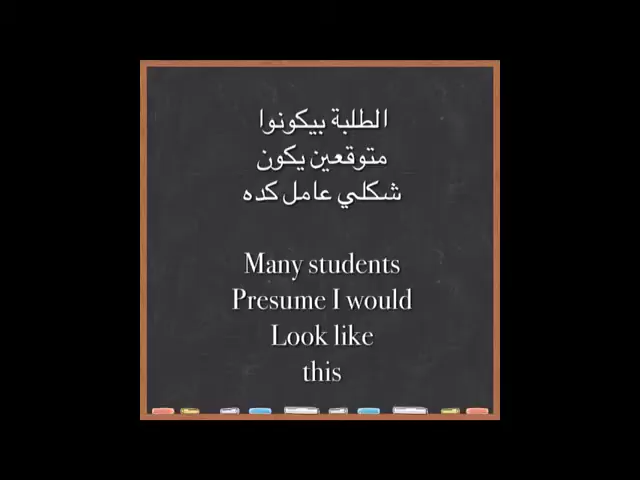 الطلبة بيكونوا
متوقعين يكون
شكلي عامل كده
Many students
Presume I would
Look like
this